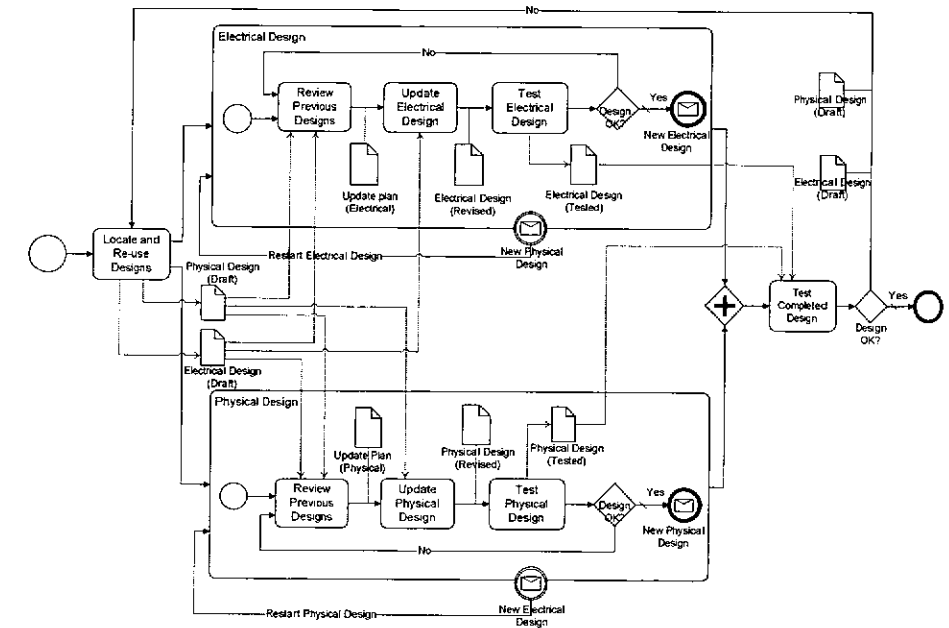 No
Electrical Design
No
Review
Previous
Designs
Update
Electrical
Design
Test
Electrical
Design
Design
OK?
Yes
New Electrical
Design
Physical Design
(Draft)
Update plan
(Electrical)
Electrical Design
(Revised)
Electrical Design
(Tested)
Electrical Design
(Draft)
Locate and
Re-use
Designs
Restart Electrical Design
New Physical
Design
Physical Design
(Draft)
Test
Completed
Design
Yes
Design
OK?
Electrical Design
(Draft)
Physical Design
Update Plan
(Physical)
Physical Design
(Revised)
Physical Design
(Tested)
Review
Previous
Designs
Update
Physical
Design
Test
Physical
Design
Design
OK?
Yes
New Physical
Design
No
Restart Physical Design
New Electrical
Design